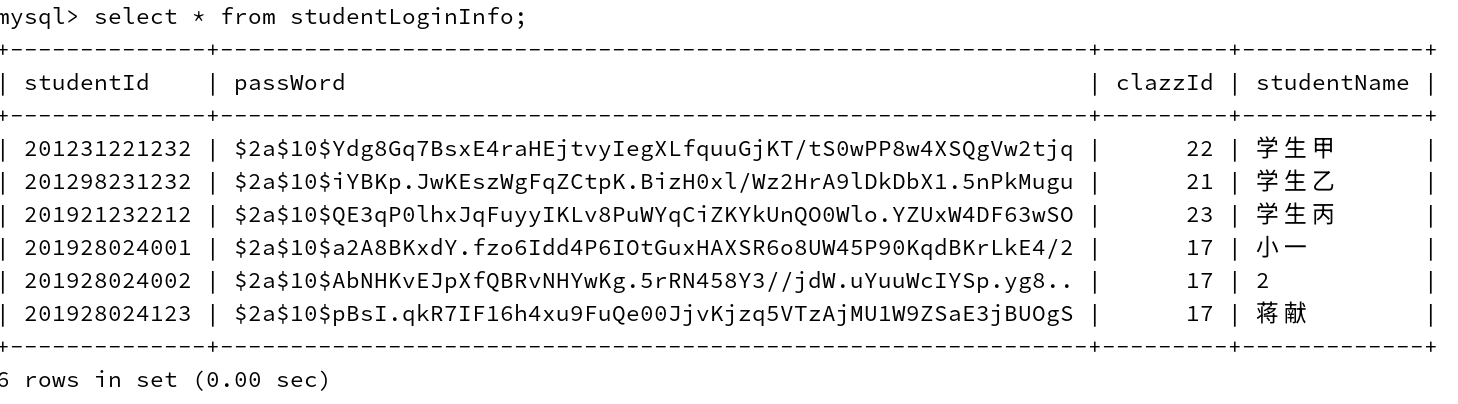 mysql> select * from studentLoginInfo;
+--------------+--------------------------------------------------------------+---------+-------------+
| studentId    | passWord                                                     | clazzId | studentName |
+--------------+--------------------------------------------------------------+---------+-------------+
| 201231221232 | $2a$10$Ydg8Gq7BsxE4raHEjtvyIegXLfquuGjKT/tS0wPP8w4XSQgVw2tjq |      22 | 学生甲      |
| 201298231232 | $2a$10$iYBKp.JwKEszWgFqZCtpK.BizH0xl/Wz2HrA9lDkDbX1.5nPkMugu |      21 | 学生乙      |
| 201921232212 | $2a$10$QE3qP0lhxJqFuyyIKLv8PuWYqCiZKYkUnQO0Wlo.YZUxW4DF63wSO |      23 | 学生丙      |
| 201928024001 | $2a$10$a2A8BKxdY.fzo6Idd4P6IOtGuxHAXSR6o8UW45P90KqdBKrLkE4/2 |      17 | 小一        |
| 201928024002 | $2a$10$AbNHKvEJpXfQBRvNHYwKg.5rRN458Y3//jdW.uYuuWcIYSp.yg8.. |      17 | 2           |
| 201928024123 | $2a$10$pBsI.qkR7IF16h4xu9FuQe00JjvKjzq5VTzAjMU1W9ZSaE3jBUOgS |      17 | 蒋献        |
+--------------+--------------------------------------------------------------+---------+-------------+
6 rows in set (0.00 sec)